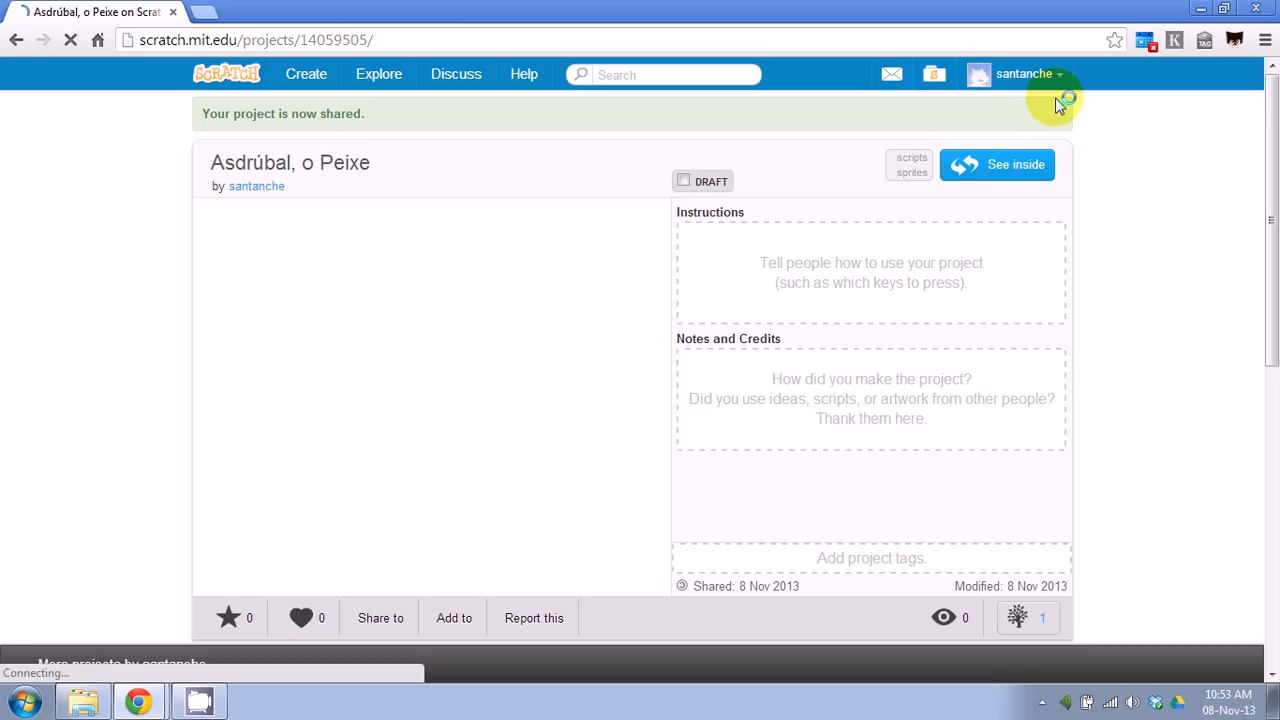 Asdrúbal, o Peixe on Scrat
scratch.mit.edu/projects/14059505/
SCRATCH
Create
Explore
Discuss
Help
Search
santanche
Your project is now shared.
Asdrúbal, o Peixe
by santanche
scripts
sprites
See inside
DRAFT
Instructions
Tell people how to use your project
(such as which keys to press).
Notes and Credits
How did you make the project?
Did you use ideas, scripts, or artwork from other people?
Thank them here.
Add project tags.
Shared: 8 Nov 2013
Modified: 8 Nov 2013
0
0
Share to
Add to
Report this
0
1
More projects by santanche
Connecting...
10:53 AM
08-Nov-13